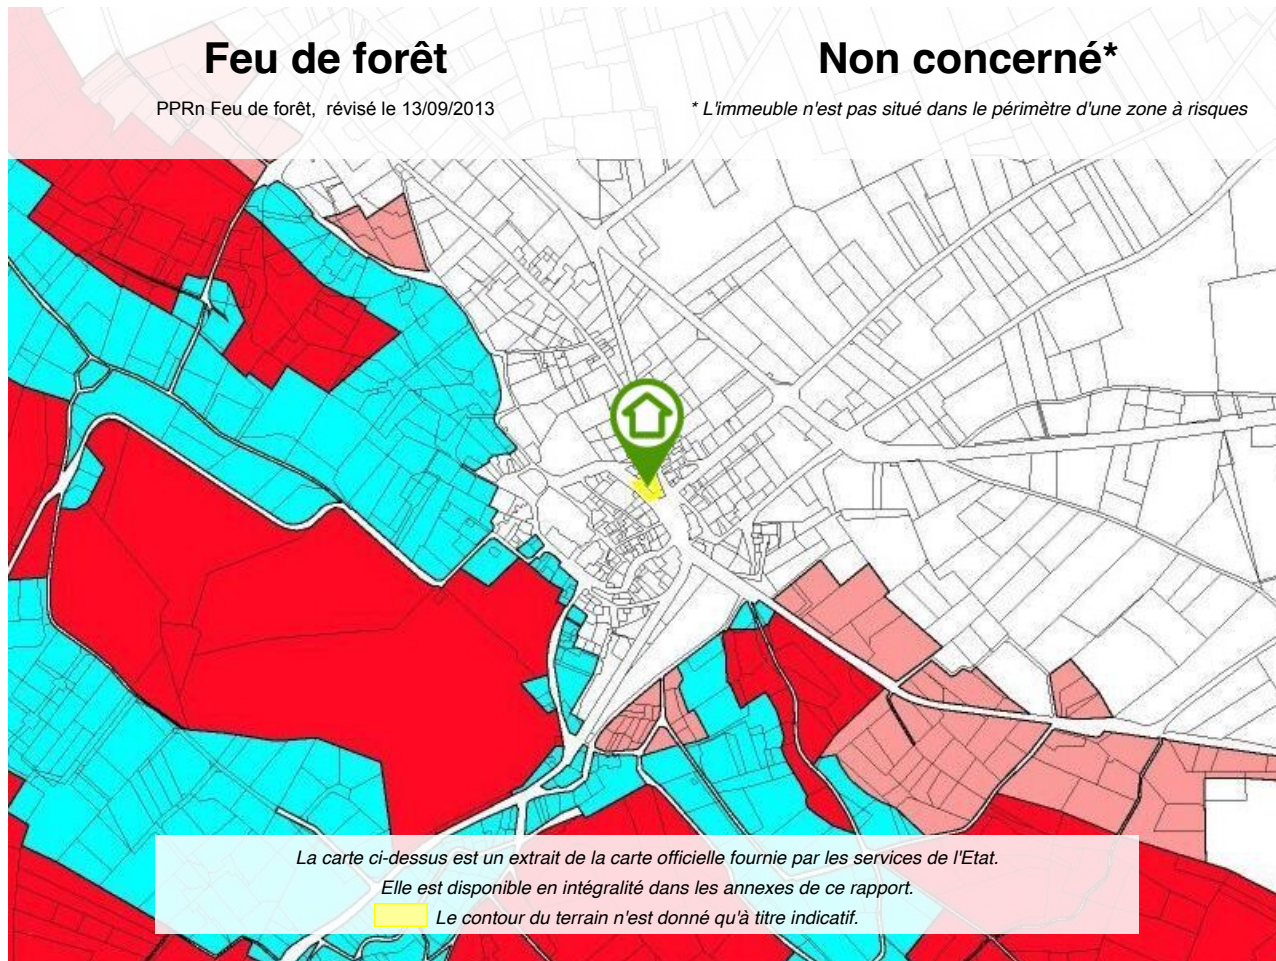 Feu de forêt
Non concerné*
PPRn Feu de forêt, révisé le 13/09/2013
* L'immeuble n'est pas situé dans le périmètre d'une zone à risques
La carte ci-dessus est un extrait de la carte officielle fournie par les services de l'Etat.
Elle est disponible en intégralité dans les annexes de ce rapport.
Le contour du terrain n'est donné qu'à titre indicatif.